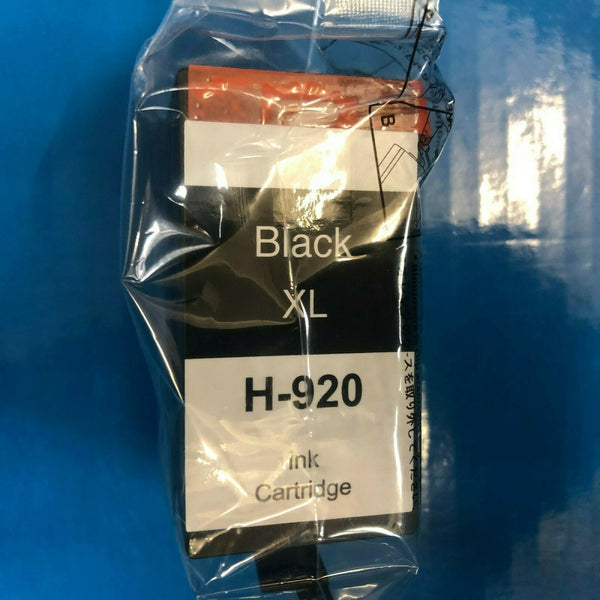 B
Black
XL
H-920
Ink
Cartridge